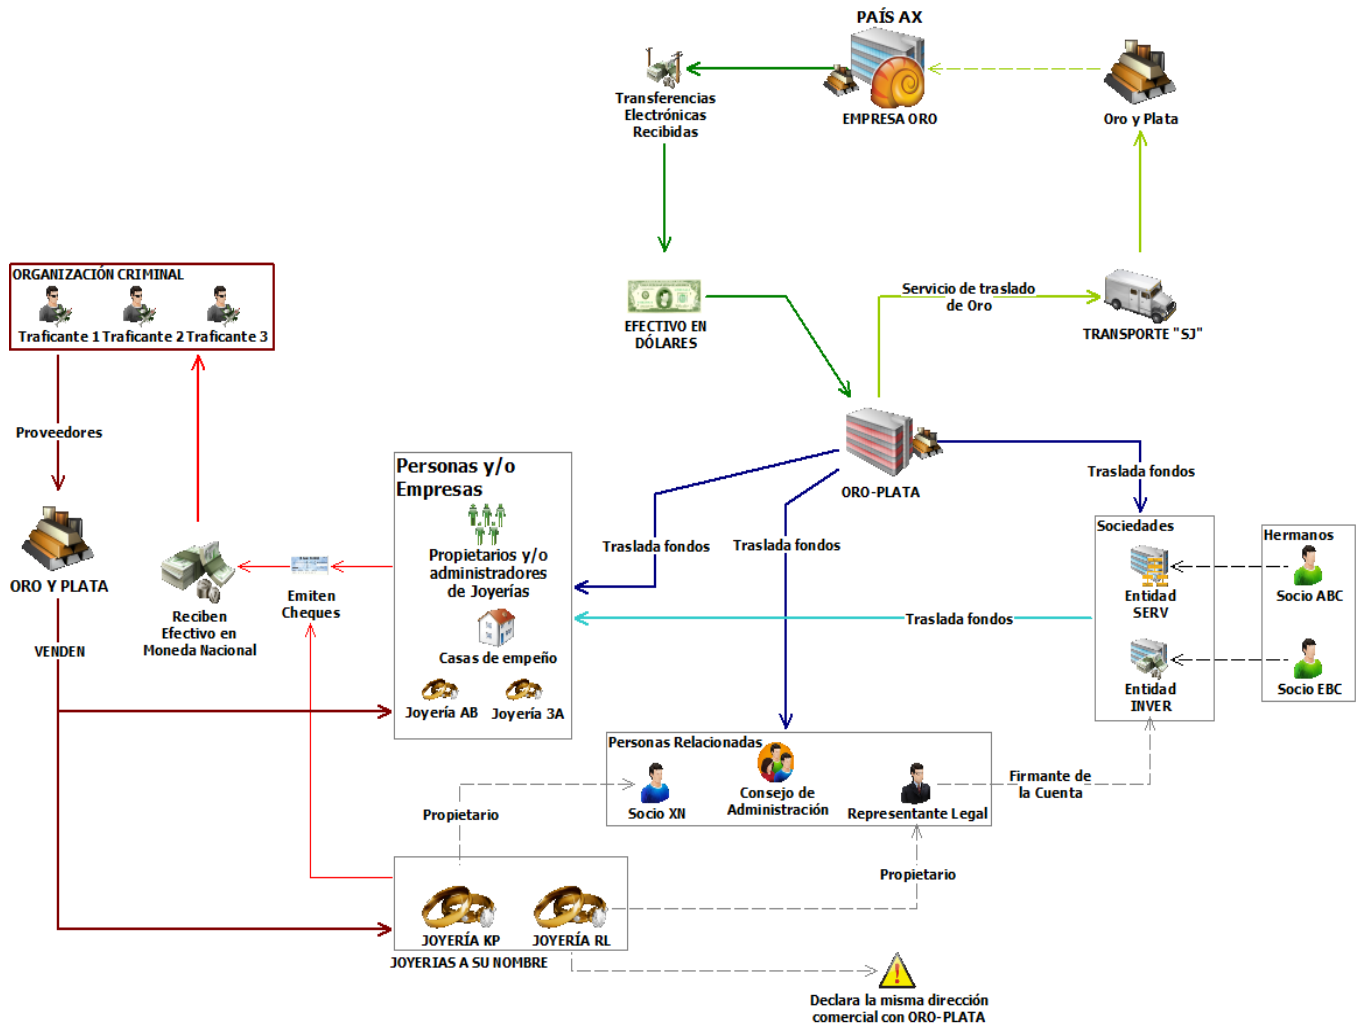 PAÍS AX
EMPRESA ORO
Transferencias
Electrónicas
Recibidas
Oro y Plata
ORGANIZACIÓN CRIMINAL
Traficante 1
Traficante 2
Traficante 3
EFECTIVO EN
DÓLARES
Servicio de traslado
de Oro
TRANSPORTE "SJ"
Proveedores
ORO Y PLATA
VENDEN
Reciben
Efectivo en
Moneda Nacional
Emiten
Cheques
Personas y/o
Empresas
Propietarios y/o
administradores
de Joyerías
Casas de empeño
Joyería AB
Joyería 3A
ORO-PLATA
Traslada fondos
Traslada fondos
Traslada fondos
Traslada fondos
Sociedades
Entidad
SERV
Entidad
INVER
Hermanos
Socio ABC
Socio EBC
Personas Relacionadas
Socio XN
Consejo de
Administración
Representante Legal
Firmante de
la Cuenta
Propietario
Propietario
JOYERÍA KP
JOYERÍA RL
JOYERIAS A SU NOMBRE
Declara la misma dirección
comercial con ORO-PLATA